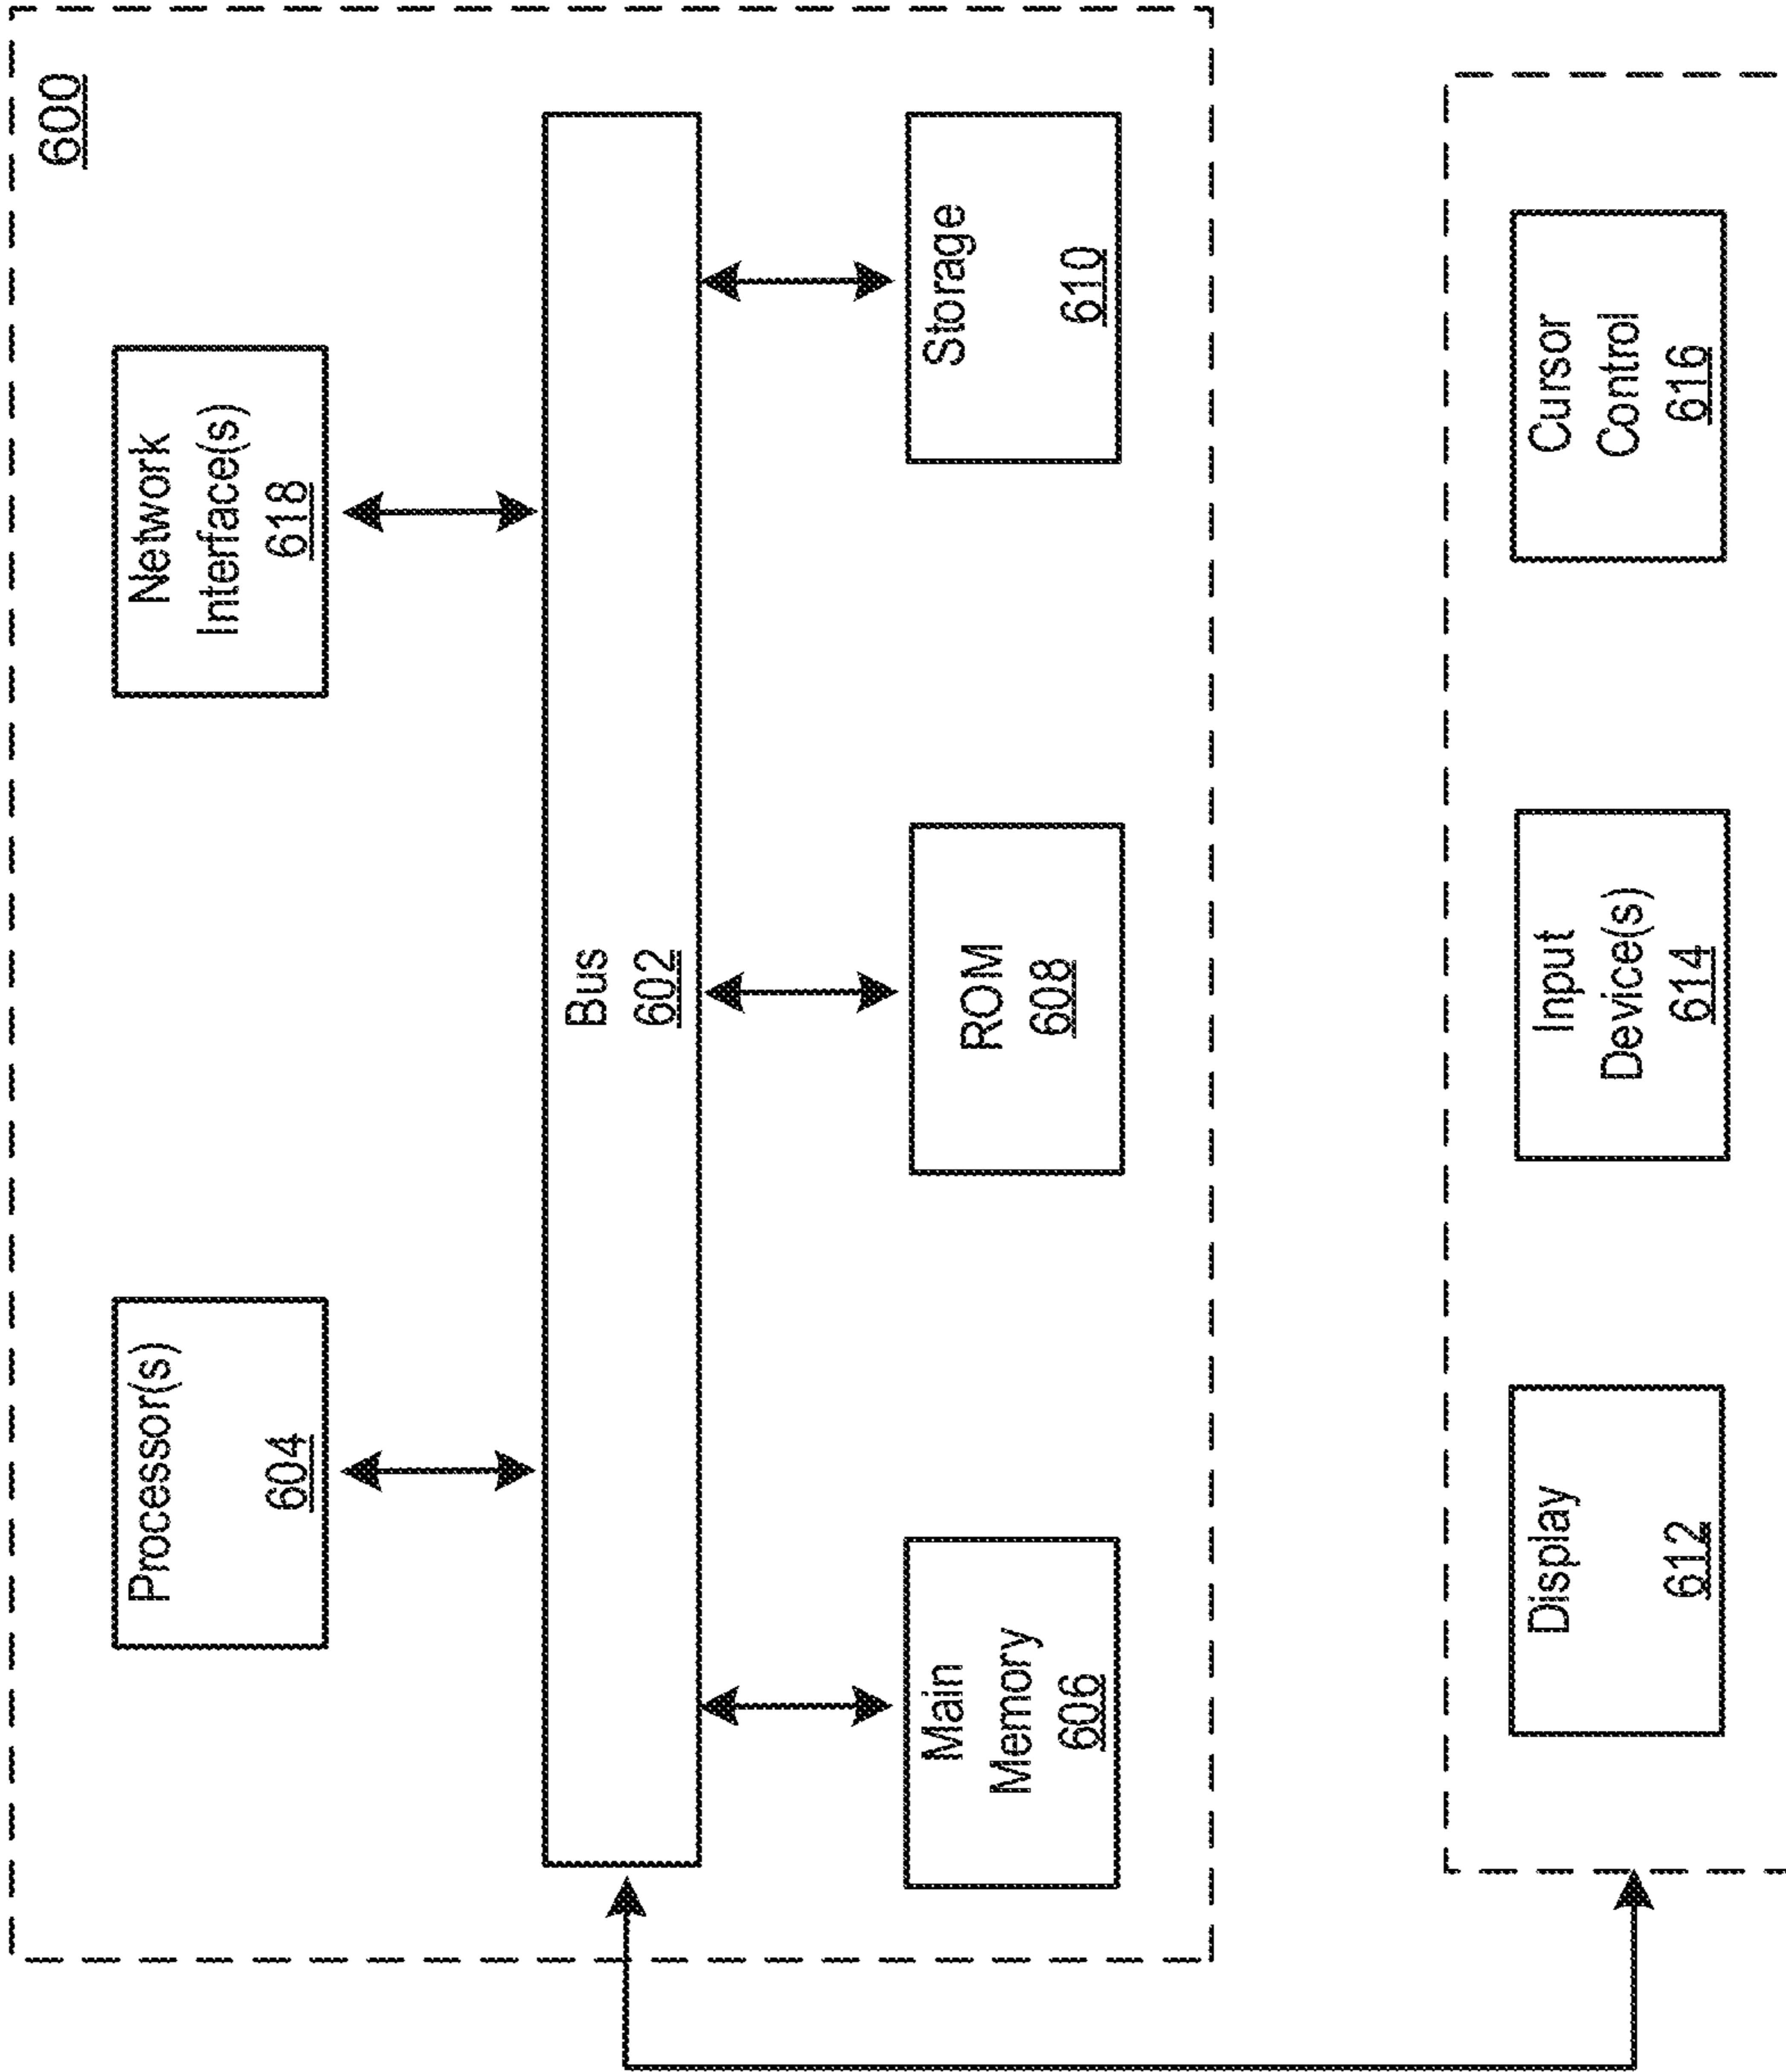 600
Processor(s)
604
Network
Interface(s)
618
Bus
602
Main
Memory
606
ROM
608
Storage
610
Display
612
Input
Device(s)
614
Cursor
Control
616